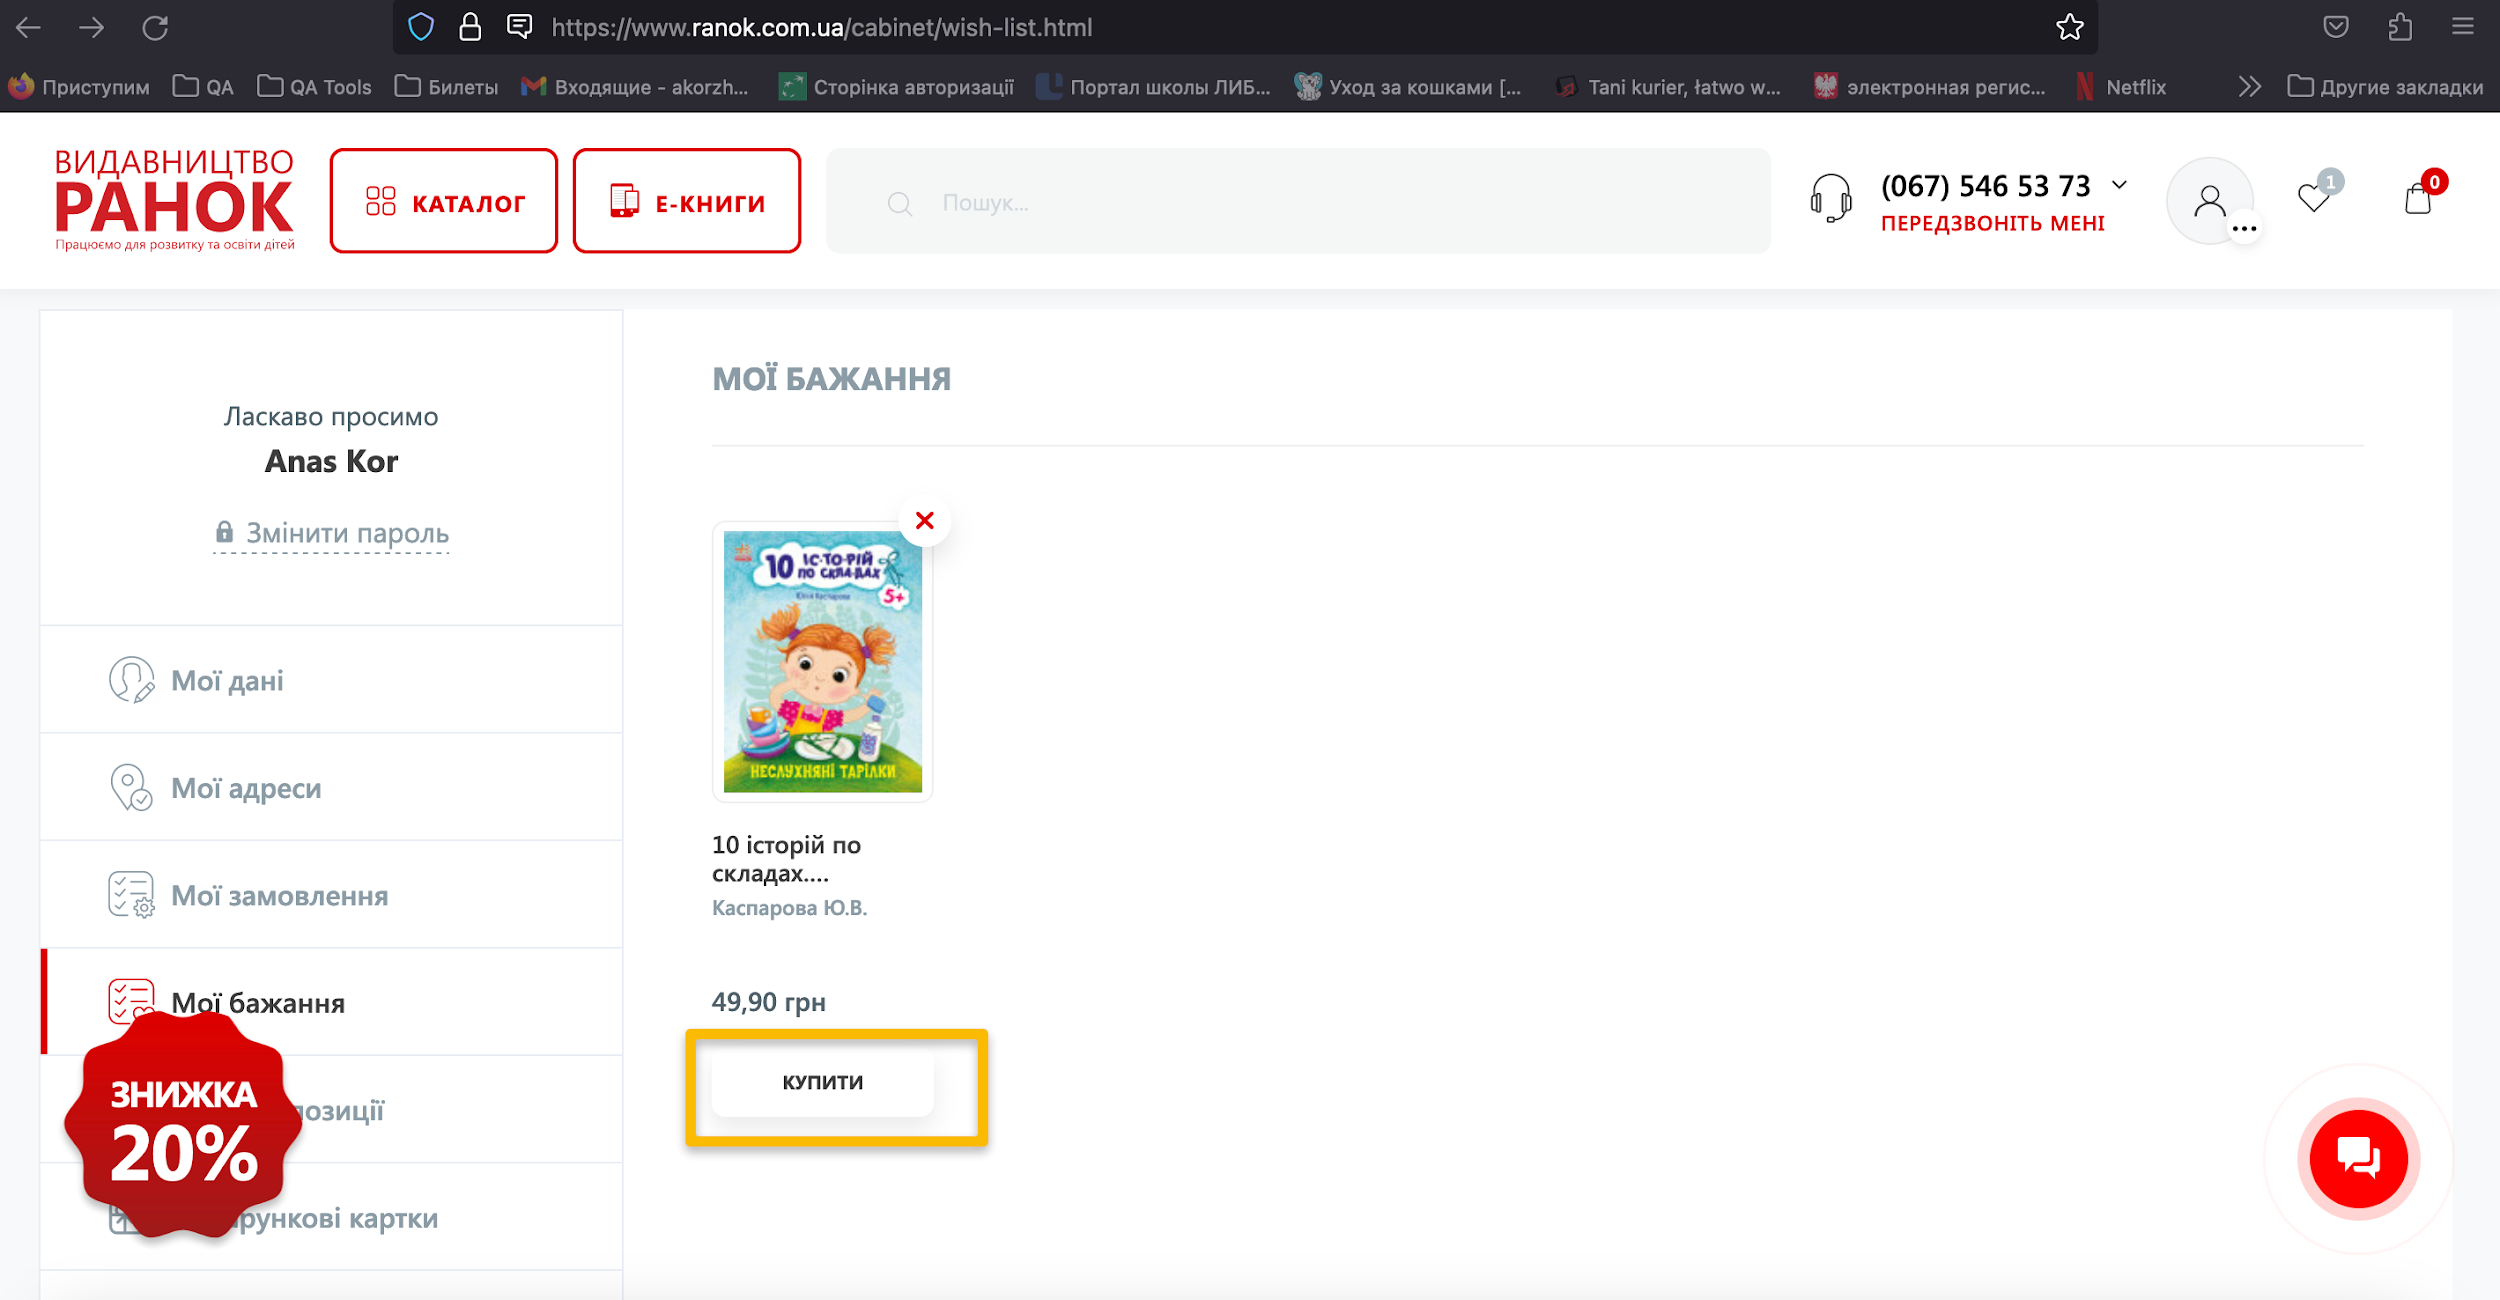 https://www.ranok.com.ua/cabinet/wish-list.html
Приступим
QA
QA Tools
Билеты
Входящие - akorzh...
Сторінка авторизації
Портал школы ЛИБ...
Уход за кошками [...
Tani kurier, łatwo w...
электронная регис...
Netflix
Другие закладки
ВИДАВНИЦТВО
РАНОК
Працюємо для розвитку та освіти дітей
КАТАЛОГ
Е-КНИГИ
Пошук...
(067) 546 53 73
ПЕРЕДЗВОНІТЬ МЕНІ
1
0
Ласкаво просимо
Anas Kor
Змінити пароль
Мої дані
Мої адреси
Мої замовлення
Мої бажання
позиції
рункові картки
ЗНИЖКА
20%
МОЇ БАЖАННЯ
10 ІС-ТО-РІЙ
ПО СКЛА-ДАХ
Юлія Каспарова
5+
НЕСЛУХНЯНІ ТАРІЛКИ
10 історій по
складах....
Каспарова Ю.В.
49,90 грн
КУПИТИ